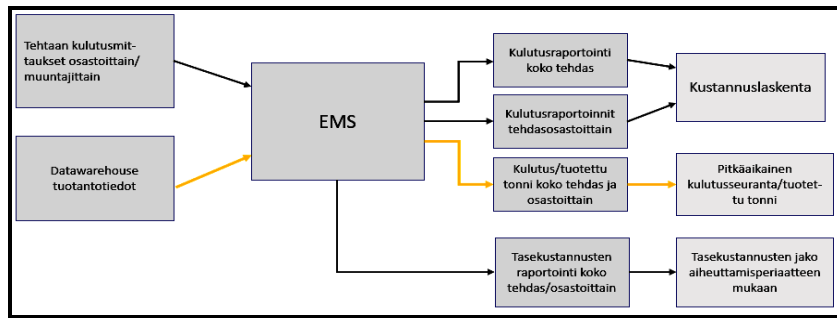 Tehtaan kulutusmit-
taukset osastoittain/
muuntajittain
Datawarehouse
tuotantotiedot
EMS
Kulutusraportointi
koko tehdas
Kulutusraportoinnit
tehdasosastoittain
Kulutus/tuotettu
tonni koko tehdas ja
osastoittain
Tasekustannusten
raportointi koko
tehdas/osastoittain
Kustannuslaskenta
Pitkäaikainen
kulutusseuranta/tuotet-
tu tonni
Tasekustannusten jako
aiheuttamisperiaatteen
mukaan